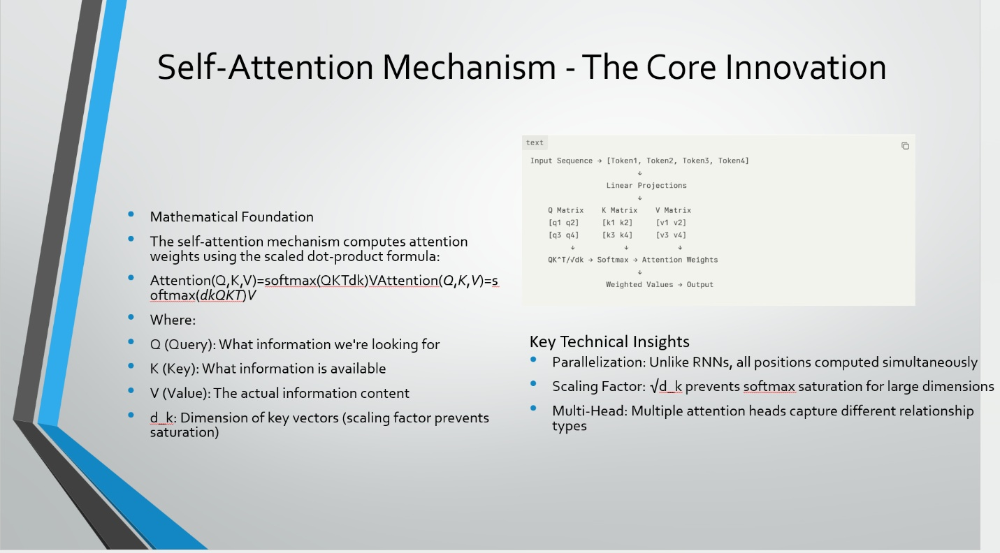 Self-Attention Mechanism - The Core Innovation
Mathematical Foundation
The self-attention mechanism computes attention
weights using the scaled dot-product formula:
Attention(Q,K,V)=softmax(QKTdk)VAttention(Q,K,V)=s
oftmax(dkQKT)V
Where:
Q (Query): What information we're looking for
K (Key): What information is available
V (Value): The actual information content
d_k: Dimension of key vectors (scaling factor prevents
saturation)
text
Input Sequence → [Token1, Token2, Token3, Token4]
↓
Linear Projections
↓
Q Matrix K Matrix V Matrix
[q1 q2] [k1 k2] [v1 v2]
[q3 q4] [k3 k4] [v3 v4]
↓ ↓ ↓
QK^T/√dk → Softmax → Attention Weights
↓
Weighted Values → Output
Key Technical Insights
Parallelization: Unlike RNNs, all positions computed simultaneously
Scaling Factor: √d_k prevents softmax saturation for large dimensions
Multi-Head: Multiple attention heads capture different relationship
types